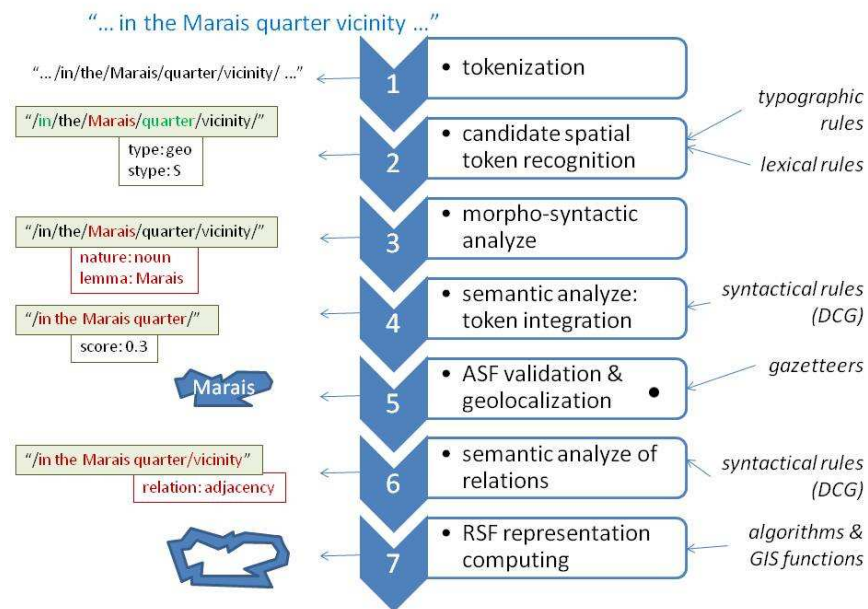 “... in the Marais quarter vicinity ...”
“... /in/the/Marais/quarter/vicinity/ ...”
1
• tokenization
“/in/the/Marais/quarter/vicinity/”
type: geo
stype: S
2
• candidate spatial
token recognition
typographic
rules
lexical rules
“/in/the/Marais/quarter/vicinity/”
nature: noun
lemma: Marais
3
• morpho-syntactic
analyze
“/in the Marais quarter/”
score: 0.3
4
• semantic analyze:
token integration
syntactical rules
(DCG)
Marais
5
• ASF validation &
geolocalization •
gazetteers
“/in the Marais quarter/vicinity”
relation: adjacency
6
• semantic analyze of
relations
syntactical rules
(DCG)
7
• RSF representation
computing
algorithms &
GIS functions